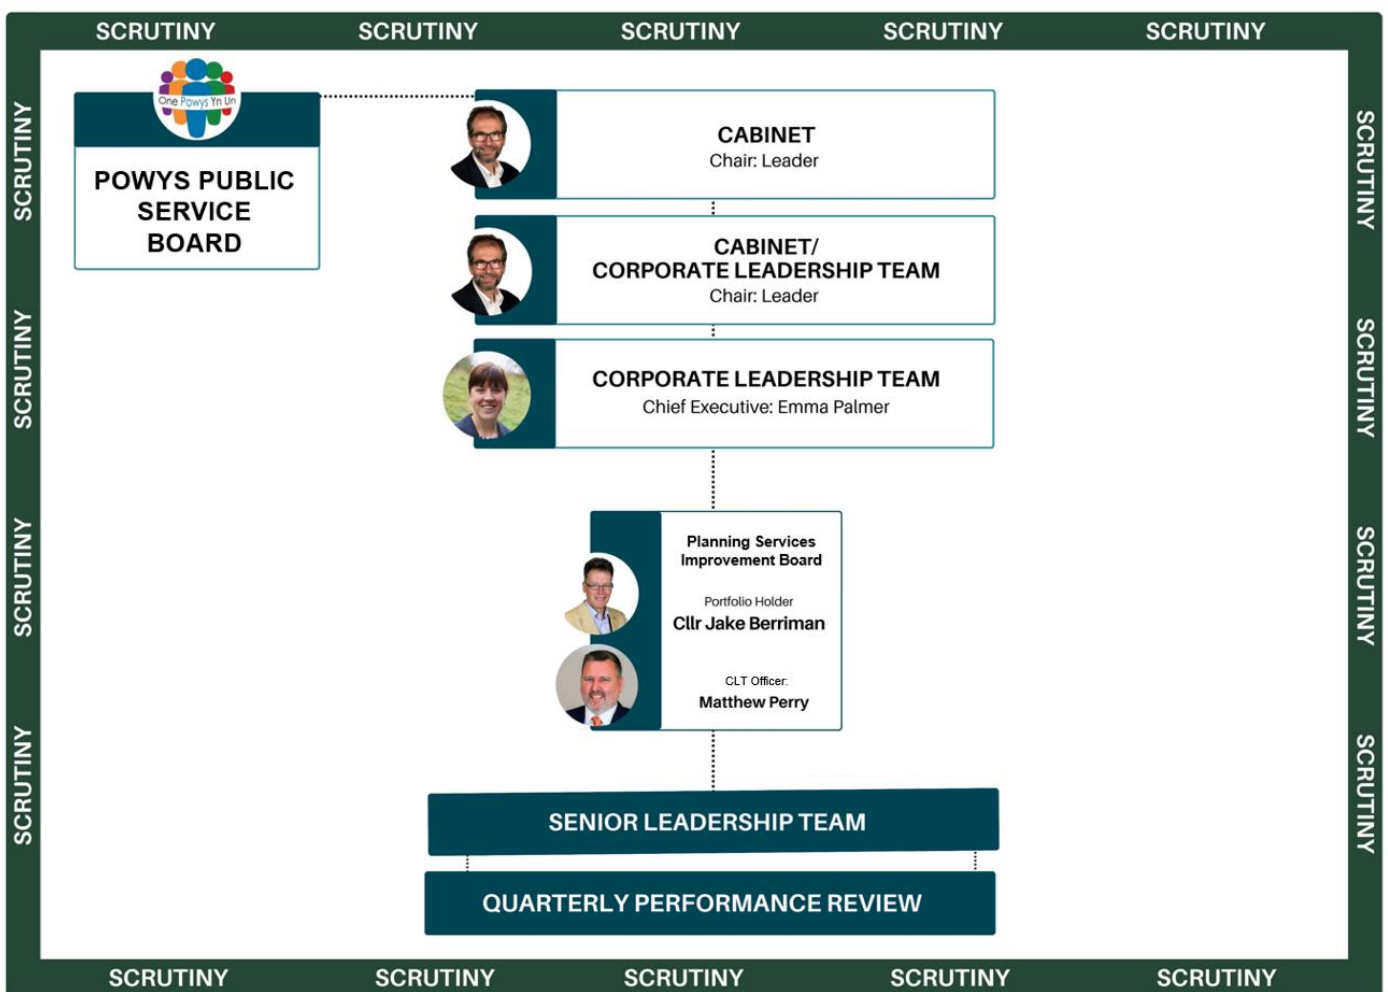 SCRUTINY SCRUTINY SCRUTINY SCRUTINY SCRUTINY
SCRUTINY
SCRUTINY
SCRUTINY
SCRUTINY
One Powys Yn Un
POWYS PUBLIC
SERVICE
BOARD
CABINET
Chair: Leader
CABINET/
CORPORATE LEADERSHIP TEAM
Chair: Leader
CORPORATE LEADERSHIP TEAM
Chief Executive: Emma Palmer
Planning Services
Improvement Board
Portfolio Holder
Cllr Jake Berriman
CLT Officer:
Matthew Perry
SENIOR LEADERSHIP TEAM
QUARTERLY PERFORMANCE REVIEW
SCRUTINY
SCRUTINY
SCRUTINY
SCRUTINY
SCRUTINY SCRUTINY SCRUTINY SCRUTINY SCRUTINY